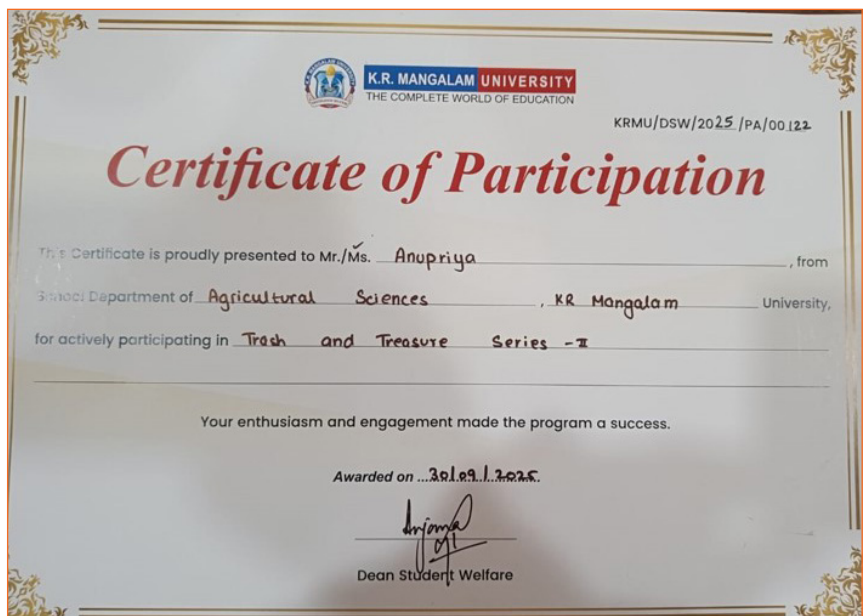 K.R. MANGALAM UNIVERSITY
THE COMPLETE WORLD OF EDUCATION
KRMU/DSW/2025/PA/00122
Certificate of Participation
This Certificate is proudly presented to Mr./Ms. Anupriya, from
School Department of Agricultural Sciences, KR Mangalam University,
for actively participating in Trash and Treasure Series -II
Your enthusiasm and engagement made the program a success.
Awarded on ...30/09/2025.
Dean Student Welfare